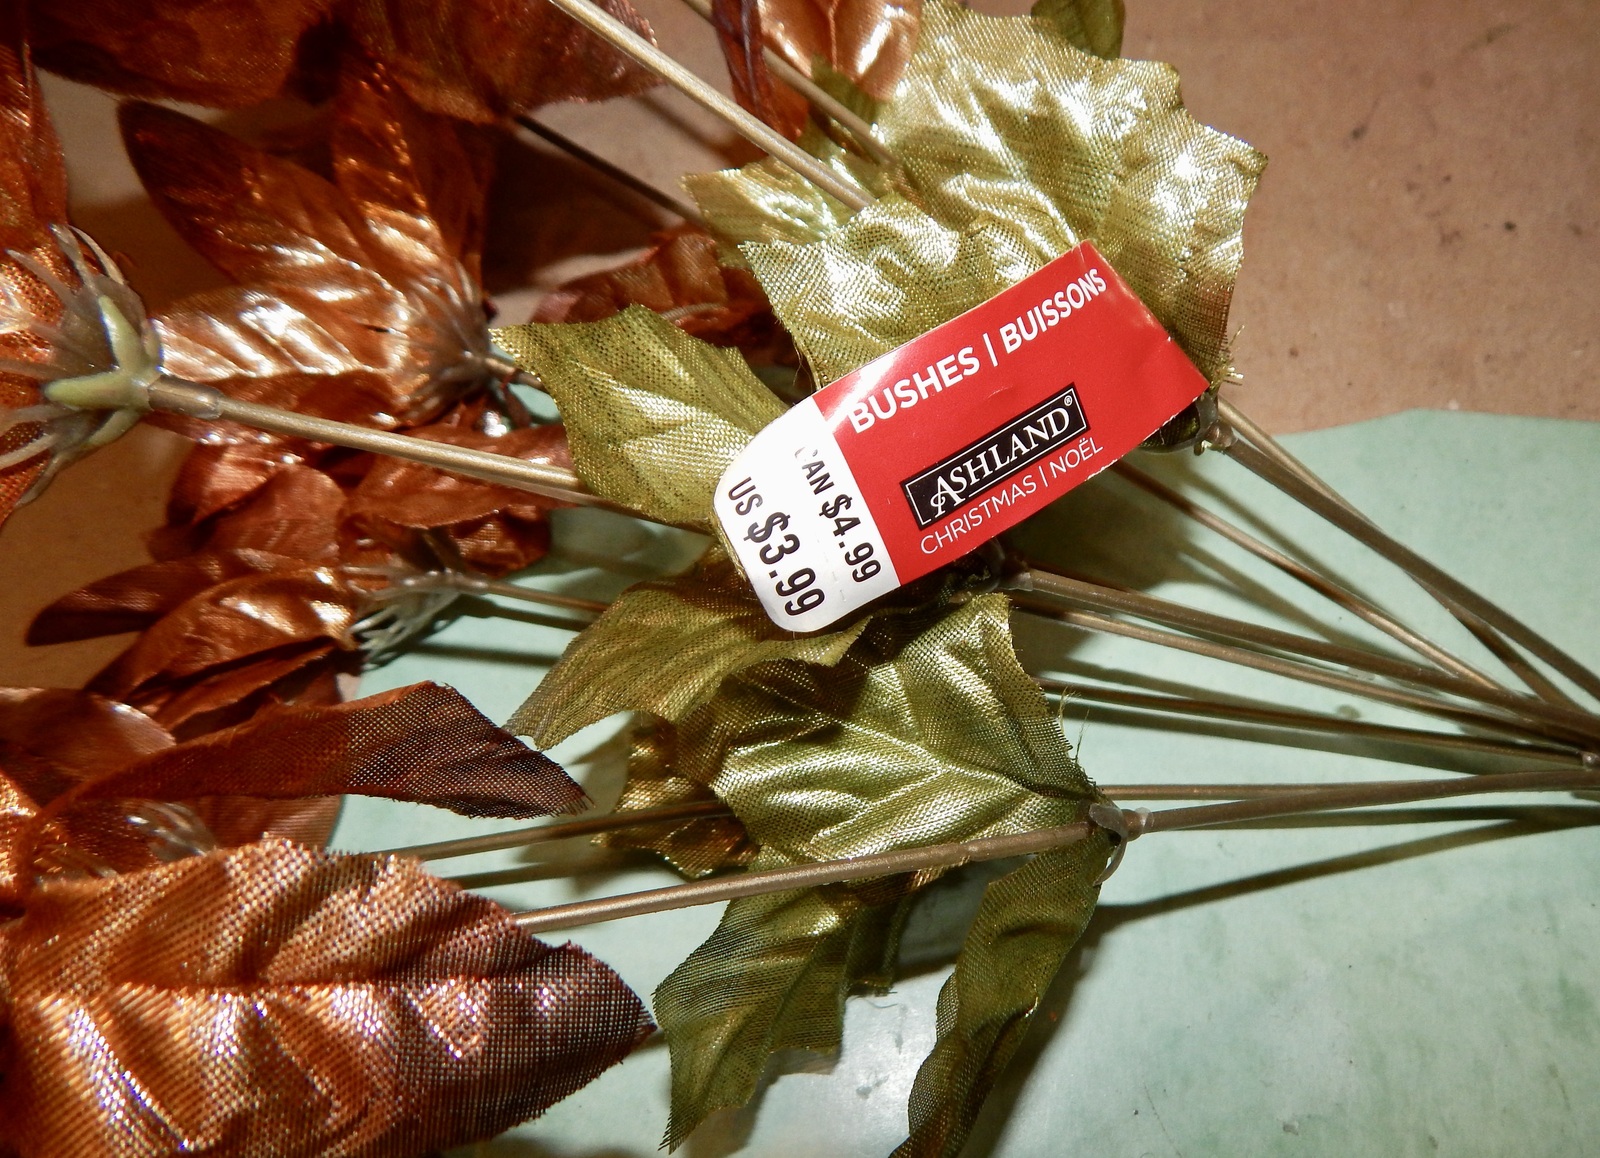 BUSHES | BUISSONS
ASHLAND®
CHRISTMAS | NOËL
CAN $4.99
US $3.99